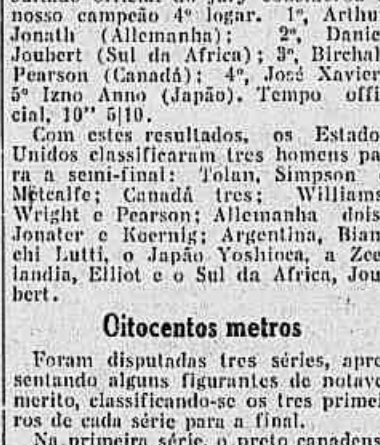 nosso campeão 4º logar. 1º, Arthu
Jonath (Allemanha); 2º, Danie
Joubert (Sul da Africa); 3º, Birchal
Pearson (Canadá); 4º, José Xavier
5º Izno Anno (Japão). Tempo offi
cial, 10" 5|10.
Com estes resultados, os Estado
Unidos classificaram tres homens pa
ra a semi-final: Tolan, Simpson
Metcalfe; Canadá tres; Williams
Wright e Pearson; Allemanha dois
Jonater e Koernig; Argentina, Bian
chi Lutti, o Japão Yoshioca, a Zee
landia, Elliot e o Sul da Africa, Jou
bert.
Oitocentos metros
Foram disputadas tres séries, apre
sentando alguns figurantes de notave
merito, classificando-se os tres primei
ros de cada série para a final.
Na primeira série, o preto canadens